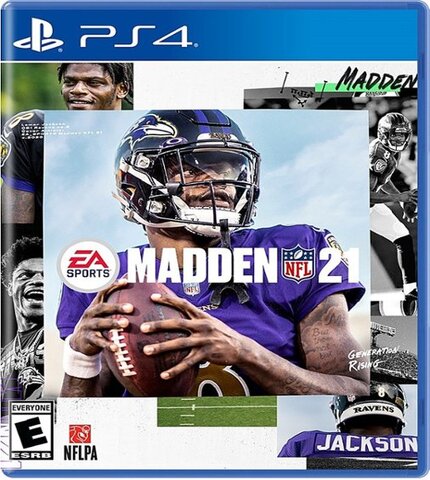 PS4
MADDEN
EA
SPORTS
MADDEN NFL 21
GENERATION
RISING
EVERYONE
E
ESRB
NFLPA
RAVENS
JACKSON